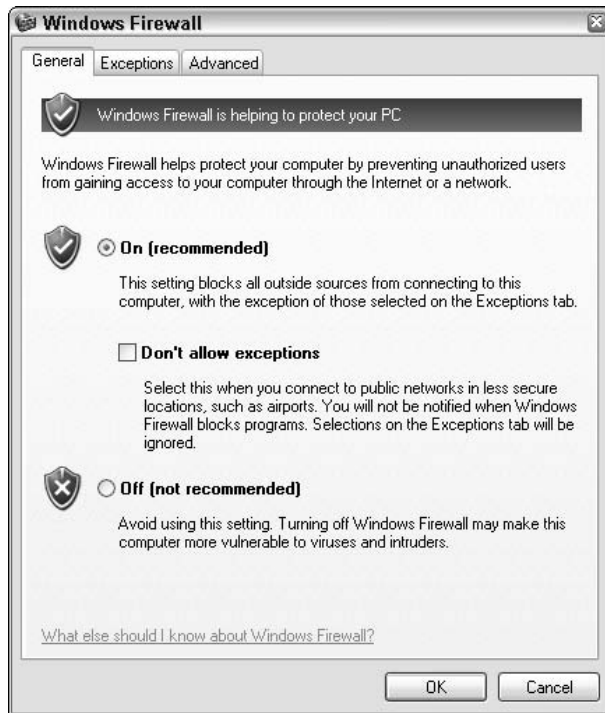 Windows Firewall
General Exceptions Advanced
Windows Firewall is helping to protect your PC
Windows Firewall helps protect your computer by preventing unauthorized users
from gaining access to your computer through the Internet or a network.
On (recommended)
This setting blocks all outside sources from connecting to this
computer, with the exception of those selected on the Exceptions tab.
Don't allow exceptions
Select this when you connect to public networks in less secure
locations, such as airports. You will not be notified when Windows
Firewall blocks programs. Selections on the Exceptions tab will be
ignored.
Off (not recommended)
Avoid using this setting. Turning off Windows Firewall may make this
computer more vulnerable to viruses and intruders.
What else should I know about Windows Firewall?
OK Cancel